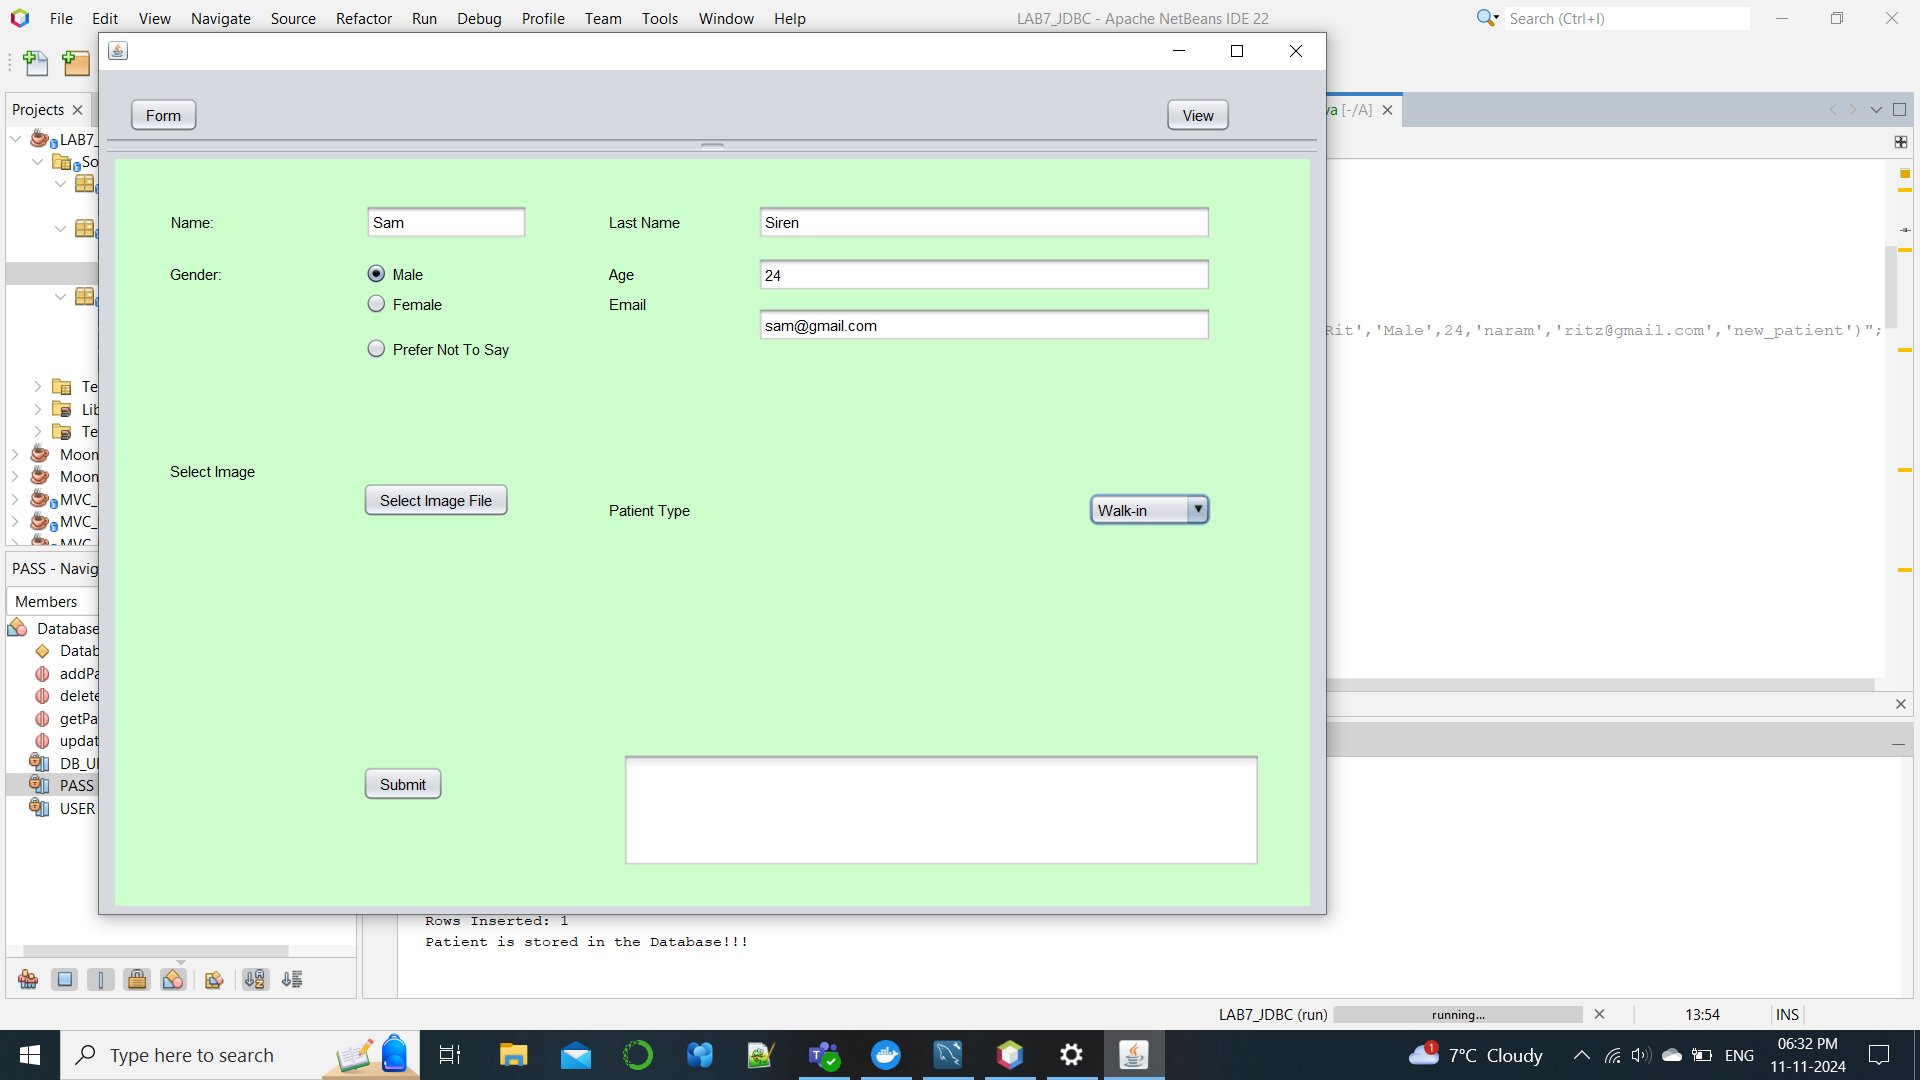 File Edit View Navigate Source Refactor Run Debug Profile Team Tools Window Help
LAB7_JDBC - Apache NetBeans IDE 22
Search (Ctrl+I)
Projects
[-/A]
Form
View
LAB7_
So
Name:
Sam
Last Name
Siren
Gender:
Male
Age
24
Female
Email
sam@gmail.com
Rit','Male',24,'naram','ritz@gmail.com','new_patient')";
Prefer Not To Say
Te
Lib
Te
Moon
Moon
MVC_
MVC_
MVC
Select Image
Select Image File
Patient Type
Walk-in
PASS - Navig
Members
Database
Datab
addPa
delete
getPa
updat
DB_U
PASS
USER
Submit
Rows Inserted: 1
Patient is stored in the Database!!!
LAB7_JDBC (run)
running...
13:54
INS
Type here to search
1
7°C Cloudy
ENG
06:32 PM
11-11-2024